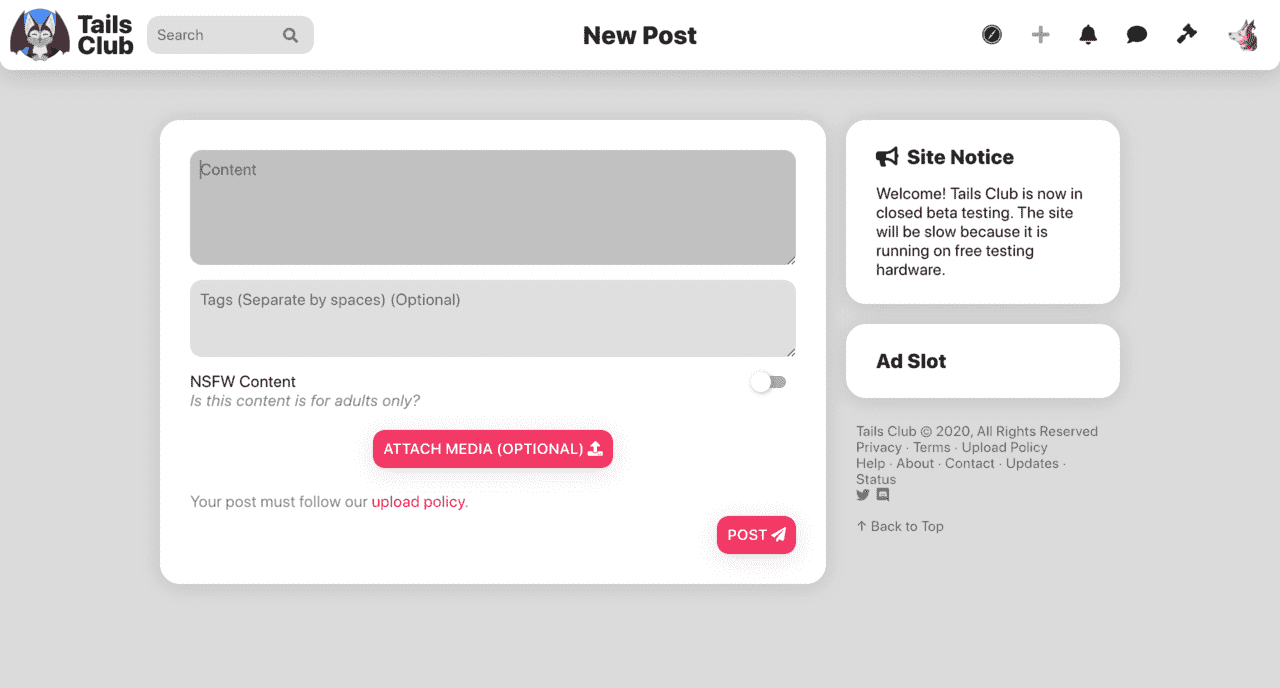 Tails
Club
Search
New Post
Content
Tags (Separate by spaces) (Optional)
NSFW Content
Is this content is for adults only?
ATTACH MEDIA (OPTIONAL)
Your post must follow our upload policy.
POST
Site Notice
Welcome! Tails Club is now in
closed beta testing. The site
will be slow because it is
running on free testing
hardware.
Ad Slot
Tails Club © 2020, All Rights Reserved
Privacy · Terms · Upload Policy
Help · About · Contact · Updates ·
Status
↑ Back to Top